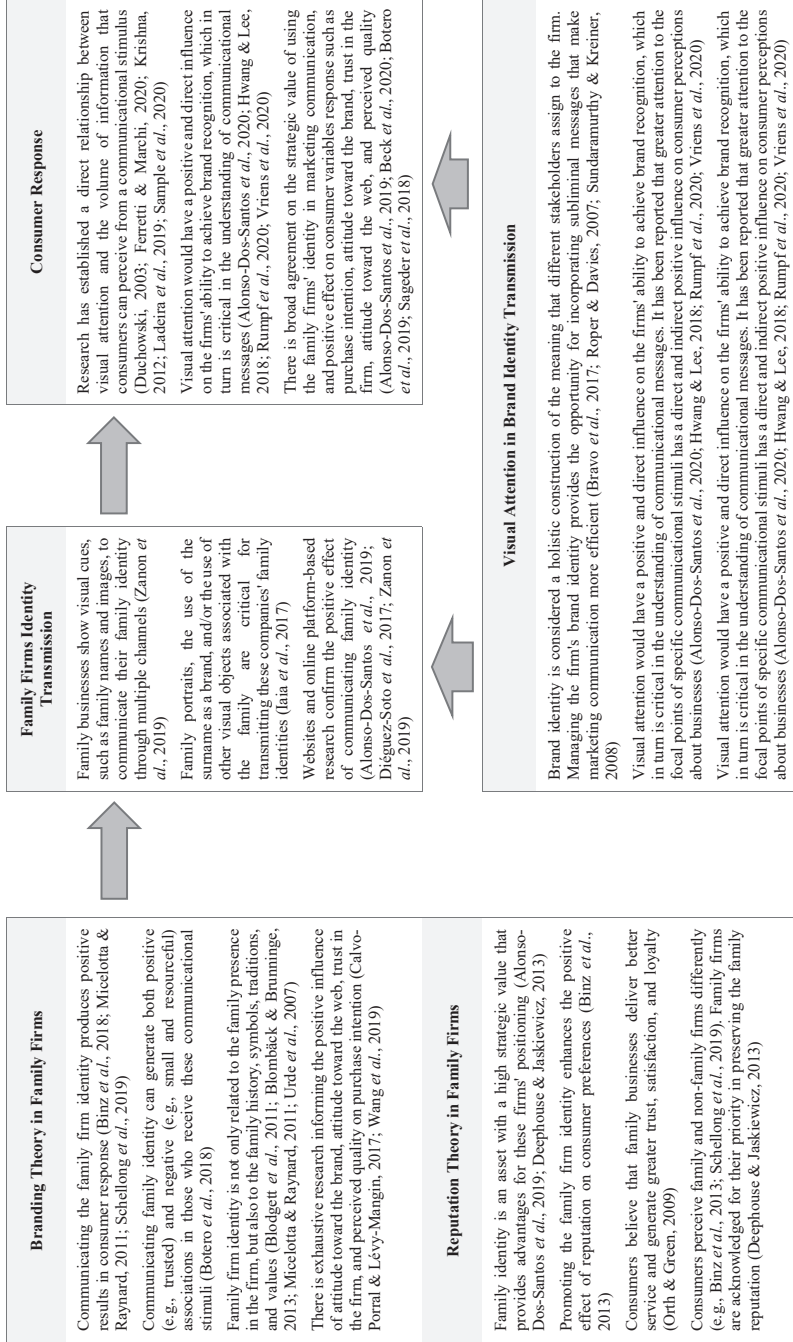 Branding Theory in Family Firms
Communicating the family firm identity produces positive
results in consumer response (Binz et al., 2018; Micelotta &
Raynard, 2011; Schellong et al., 2019)
Communicating family identity can generate both positive
(e.g., trusted) and negative (e.g., small and resourceful)
associations in those who receive these communicational
stimuli (Botero et al., 2018)
Family firm identity is not only related to the family presence
in the firm, but also to the family history, symbols, traditions,
and values (Blodgett et al., 2011; Blombäck & Brunninge,
2013; Micelotta & Raynard, 2011; Urde et al., 2007)
There is exhaustive research informing the positive influence
of attitude toward the brand, attitude toward the web, trust in
the firm, and perceived quality on purchase intention (Calvo-
Porral & Lévy-Mangin, 2017; Wang et al., 2019)
Reputation Theory in Family Firms
Family identity is an asset with a high strategic value that
provides advantages for these firms' positioning (Alonso-
Dos-Santos et al., 2019; Deephouse & Jaskiewicz, 2013)
Promoting the family firm identity enhances the positive
effect of reputation on consumer preferences (Binz et al.,
2013)
Consumers believe that family businesses deliver better
service and generate greater trust, satisfaction, and loyalty
(Orth & Green, 2009)
Consumers perceive family and non-family firms differently
(e.g., Binz et al., 2013; Schellong et al., 2019). Family firms
are acknowledged for their priority in preserving the family
reputation (Deephouse & Jaskiewicz, 2013)
Family Firms Identity
Transmission
Family businesses show visual cues,
such as family names and images, to
communicate their family identity
through multiple channels (Zanon et
al., 2019)
Family portraits, the use of the
surname as a brand, and/or the use of
other visual objects associated with
the family are critical for
transmitting these companies' family
identities (Iaia et al., 2017)
Websites and online platform-based
research confirm the positive effect
of communicating family identity
(Alonso-Dos-Santos et al., 2019;
Diéguez-Soto et al., 2017; Zanon et
al., 2019)
Consumer Response
Research has established a direct relationship between
visual attention and the volume of information that
consumers can perceive from a communicational stimulus
(Duchowski, 2003; Ferretti & Marchi, 2020; Krishna,
2012; Ladeira et al., 2019; Sample et al., 2020)
Visual attention would have a positive and direct influence
on the firms' ability to achieve brand recognition, which in
turn is critical in the understanding of communicational
messages (Alonso-Dos-Santos et al., 2020; Hwang & Lee,
2018; Rumpf et al., 2020; Vriens et al., 2020)
There is broad agreement on the strategic value of using
the family firms' identity in marketing communication,
and positive effect on consumer variables response such as
purchase intention, attitude toward the brand, trust in the
firm, attitude toward the web, and perceived quality
(Alonso-Dos-Santos et al., 2019; Beck et al., 2020; Botero
et al., 2019; Sageder et al., 2018)
Visual Attention in Brand Identity Transmission
Brand identity is considered a holistic construction of the meaning that different stakeholders assign to the firm.
Managing the firm's brand identity provides the opportunity for incorporating subliminal messages that make
marketing communication more efficient (Bravo et al., 2017; Roper & Davies, 2007; Sundaramurthy & Kreiner,
2008)
Visual attention would have a positive and direct influence on the firms' ability to achieve brand recognition, which
in turn is critical in the understanding of communicational messages. It has been reported that greater attention to the
focal points of specific communicational stimuli has a direct and indirect positive influence on consumer perceptions
about businesses (Alonso-Dos-Santos et al., 2020; Hwang & Lee, 2018; Rumpf et al., 2020; Vriens et al., 2020)
Visual attention would have a positive and direct influence on the firms' ability to achieve brand recognition, which
in turn is critical in the understanding of communicational messages. It has been reported that greater attention to the
focal points of specific communicational stimuli has a direct and indirect positive influence on consumer perceptions
about businesses (Alonso-Dos-Santos et al., 2020; Hwang & Lee, 2018; Rumpf et al., 2020; Vriens et al., 2020)